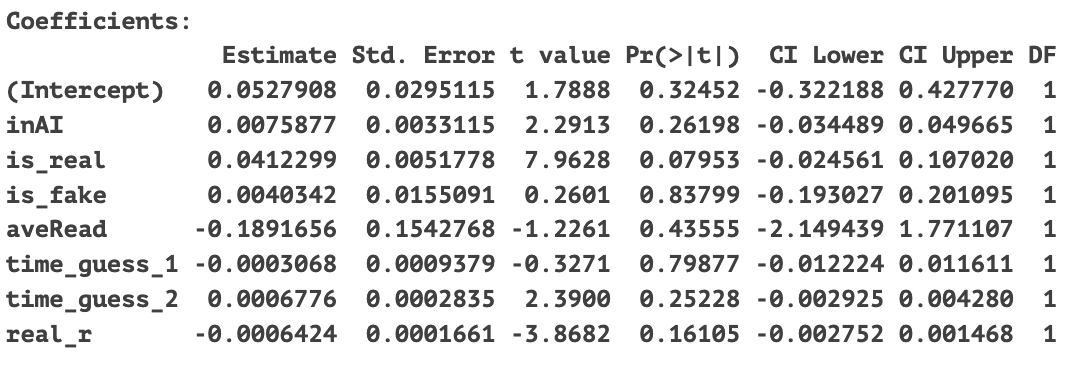 Coefficients:
Estimate Std. Error t value Pr(>|t|) CI Lower CI Upper DF
(Intercept) 0.0527908 0.0295115 1.7888 0.32452 -0.322188 0.427770 1
inAI 0.0075877 0.0033115 2.2913 0.26198 -0.034489 0.049665 1
is_real 0.0412299 0.0051778 7.9628 0.07953 -0.024561 0.107020 1
is_fake 0.0040342 0.0155091 0.2601 0.83799 -0.193027 0.201095 1
aveRead -0.1891656 0.1542768 -1.2261 0.43555 -2.149439 1.771107 1
time_guess_1 -0.0003068 0.0009379 -0.3271 0.79877 -0.012224 0.011611 1
time_guess_2 0.0006776 0.0002835 2.3900 0.25228 -0.002925 0.004280 1
real_r -0.0006424 0.0001661 -3.8682 0.16105 -0.002752 0.001468 1